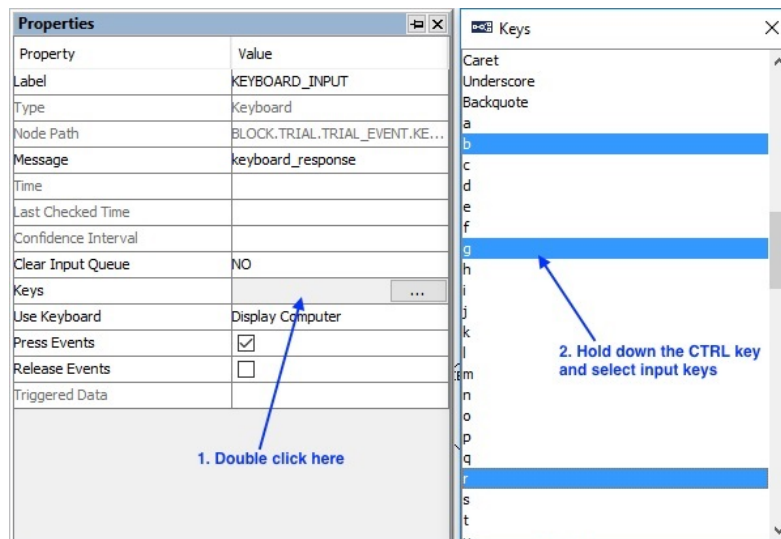 Properties
Property Value
Label KEYBOARD_INPUT
Type Keyboard
Node Path BLOCK.TRIAL.TRIAL_EVENT.KE...
Message keyboard_response
Time
Last Checked Time
Confidence Interval
Clear Input Queue NO
Keys ...
Use Keyboard Display Computer
Press Events
Release Events
Triggered Data
1. Double click here
Keys
Caret
Underscore
Backquote
a
b
c
d
e
f
g
h
i
j
k
l
m
n
o
p
q
r
s
t
2. Hold down the CTRL key
and select input keys